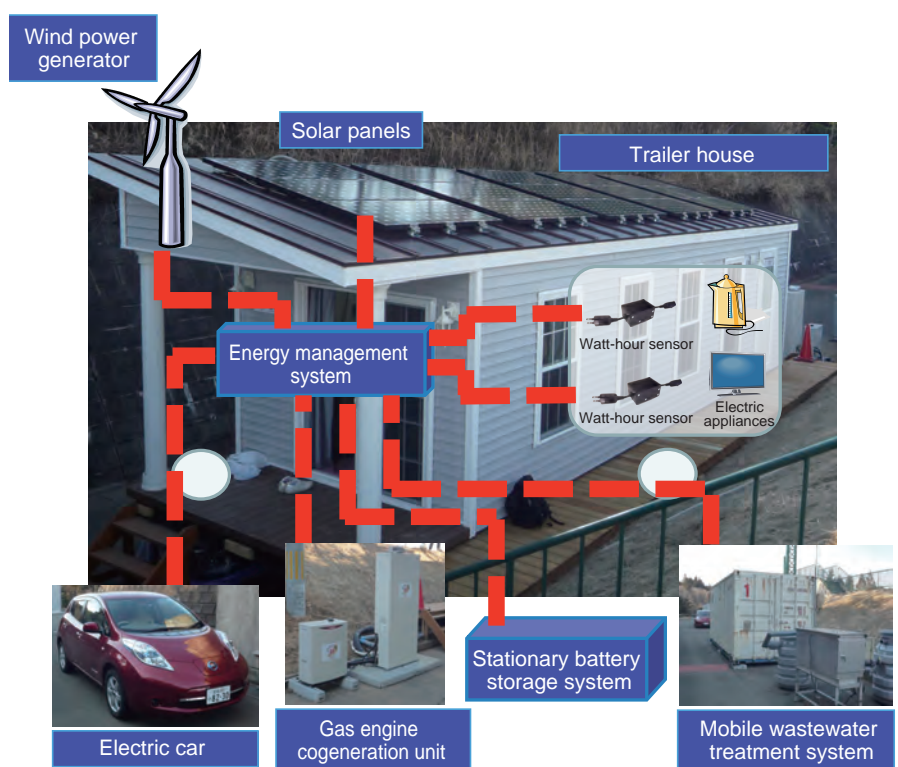 Wind power
generator
Solar panels
Trailer house
Energy management
system
Watt-hour sensor
Watt-hour sensor
Electric
appliances
Electric car
Gas engine
cogeneration unit
Stationary battery
storage system
Mobile wastewater
treatment system